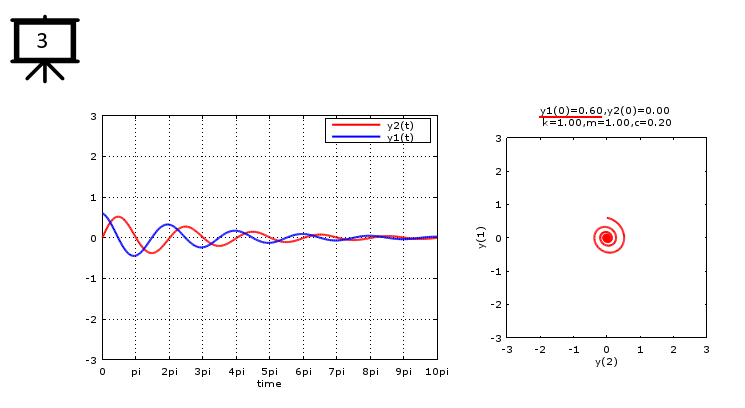 3
y2(t)
y1(t)
3
2
1
0
-1
-2
-3
0 pi 2pi 3pi 4pi 5pi 6pi 7pi 8pi 9pi 10pi
time
y1(0)=0.60,y2(0)=0.00
k=1.00,m=1.00,c=0.20
3
2
1
0
-1
-2
-3
y(1)
-3 -2 -1 0 1 2 3
y(2)